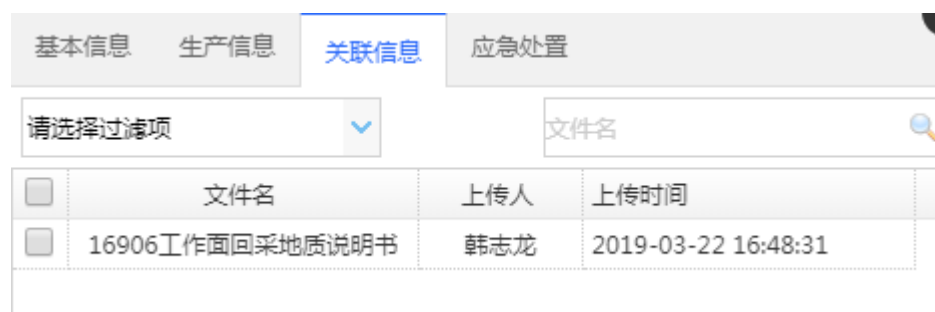 基本信息 生产信息 关联信息 应急处置
请选择过滤项 文件名
文件名 上传人 上传时间
16906工作面回采地质说明书 韩志龙 2019-03-22 16:48:31